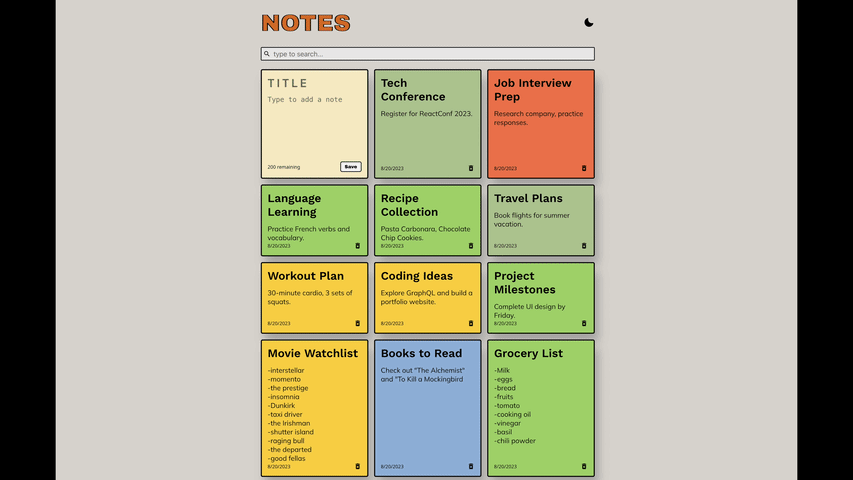 NOTES
type to search...
TITLE
Type to add a note
200 remaining
Save
Tech
Conference
Register for ReactConf 2023.
8/20/2023
Job Interview
Prep
Research company, practice
responses.
8/20/2023
Language
Learning
Practice French verbs and
vocabulary.
8/20/2023
Recipe
Collection
Pasta Carbonara, Chocolate
Chip Cookies.
8/20/2023
Travel Plans
Book flights for summer
vacation.
8/20/2023
Workout Plan
30-minute cardio, 3 sets of
squats.
8/20/2023
Coding Ideas
Explore GraphQL and build a
portfolio website.
8/20/2023
Project
Milestones
Complete UI design by
Friday.
8/20/2023
Movie Watchlist
-interstellar
-momento
-the prestige
-insomnia
-Dunkirk
-taxi driver
-the Irishman
-shutter island
-raging bull
-the departed
-good fellas
8/20/2023
Books to Read
Check out "The Alchemist"
and "To Kill a Mockingbird
8/20/2023
Grocery List
-Milk
-eggs
-bread
-fruits
-tomato
-cooking oil
-vinegar
-basil
-chili powder
8/20/2023